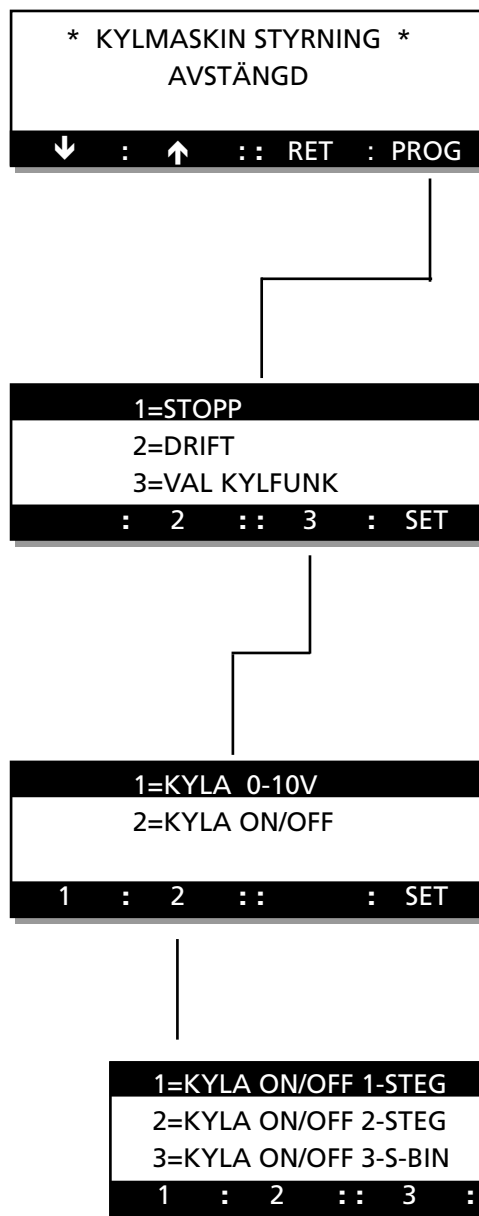 * KYLMASKIN STYRNING *
AVSTÄNGD
↓ : ↑ :: RET : PROG
1=STOPP
2=DRIFT
3=VAL KYLFUNK
: 2 :: 3 : SET
1=KYLA 0-10V
2=KYLA ON/OFF
1 : 2 :: : SET
1=KYLA ON/OFF 1-STEG
2=KYLA ON/OFF 2-STEG
3=KYLA ON/OFF 3-S-BIN
1 : 2 :: 3 :